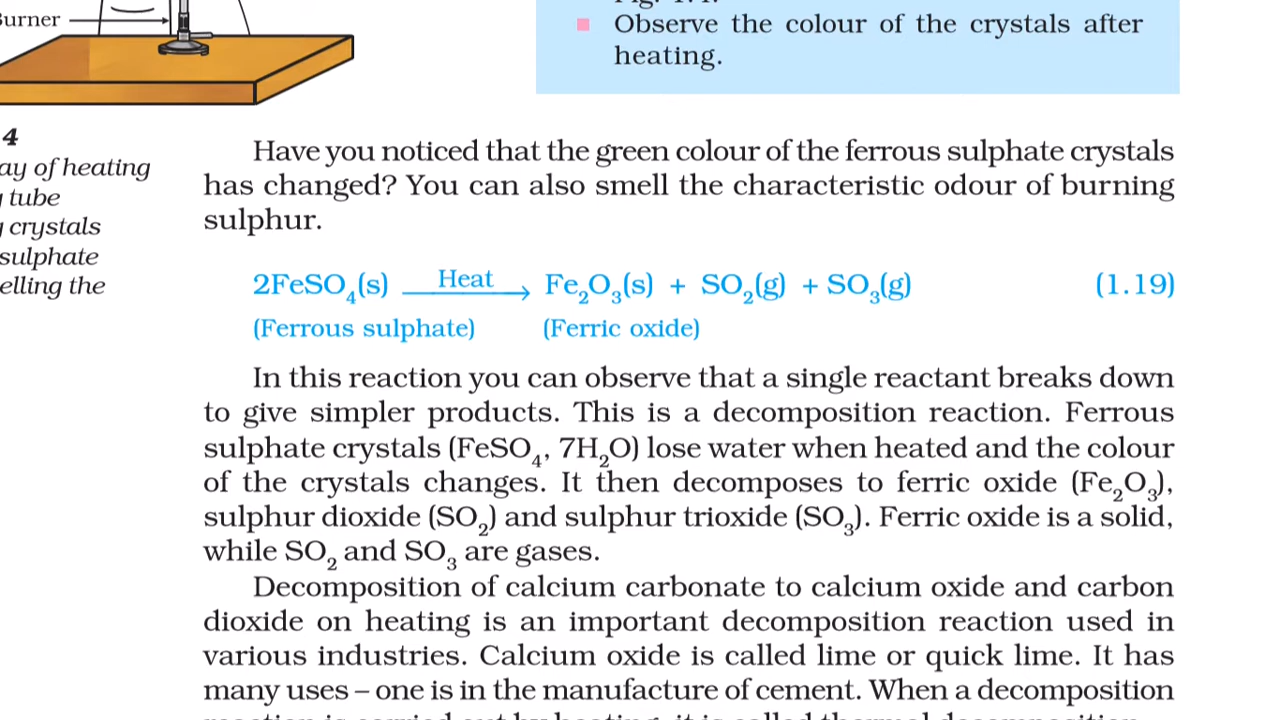 Observe the colour of the crystals after
heating.
4
ay of heating
tube
crystals
sulphate
elling the
Have you noticed that the green colour of the ferrous sulphate crystals
has changed? You can also smell the characteristic odour of burning
sulphur.
2FeSO₄(s) —Heat→ Fe₂O₃(s) + SO₂(g) + SO₃(g) (1.19)
(Ferrous sulphate) (Ferric oxide)
In this reaction you can observe that a single reactant breaks down
to give simpler products. This is a decomposition reaction. Ferrous
sulphate crystals (FeSO₄, 7H₂O) lose water when heated and the colour
of the crystals changes. It then decomposes to ferric oxide (Fe₂O₃),
sulphur dioxide (SO₂) and sulphur trioxide (SO₃). Ferric oxide is a solid,
while SO₂ and SO₃ are gases.
Decomposition of calcium carbonate to calcium oxide and carbon
dioxide on heating is an important decomposition reaction used in
various industries. Calcium oxide is called lime or quick lime. It has
many uses – one is in the manufacture of cement. When a decomposition